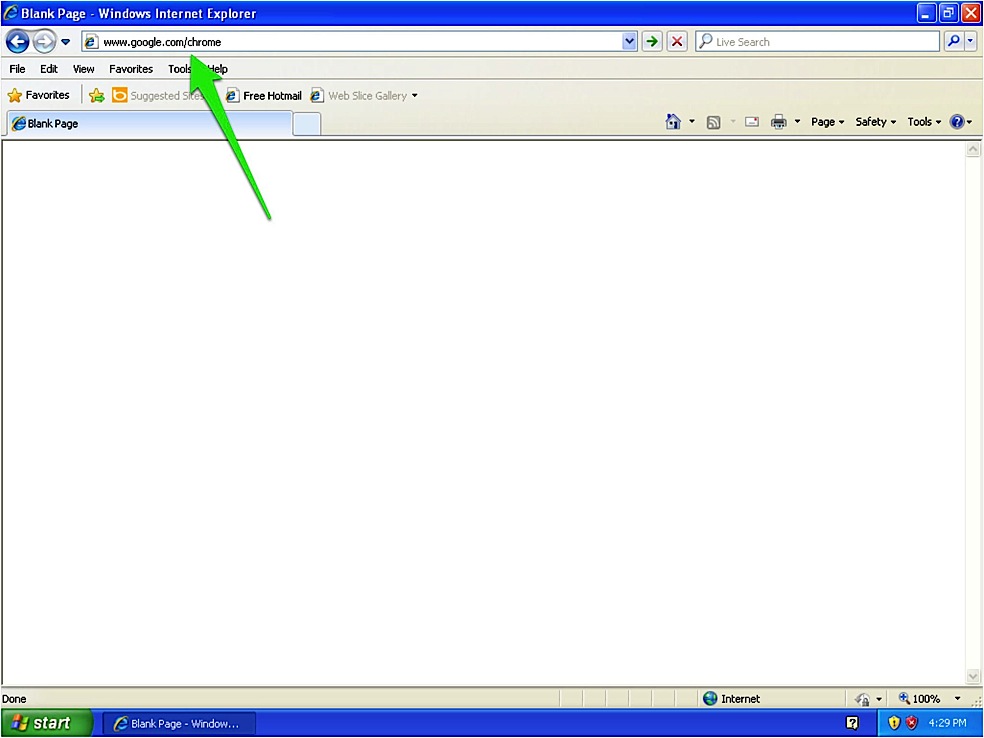 Blank Page - Windows Internet Explorer
www.google.com/chrome Live Search
File Edit View Favorites Tools Help
Favorites Suggested Sites Free Hotmail Web Slice Gallery
Blank Page Page Safety Tools
Done Internet 100%
start Blank Page - Window... 4:29 PM